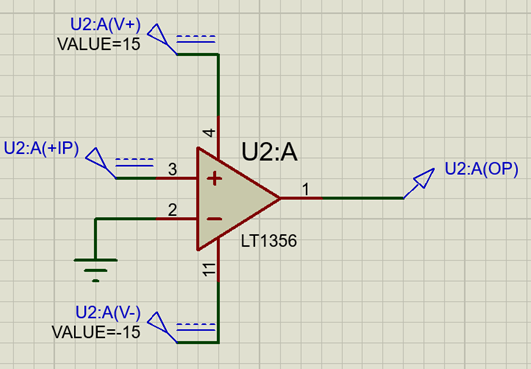 U2:A(V+)
VALUE=15
4
U2:A
U2:A(+IP)
3
+
1
U2:A(OP)
2
−
LT1356
11
U2:A(V-)
VALUE=-15